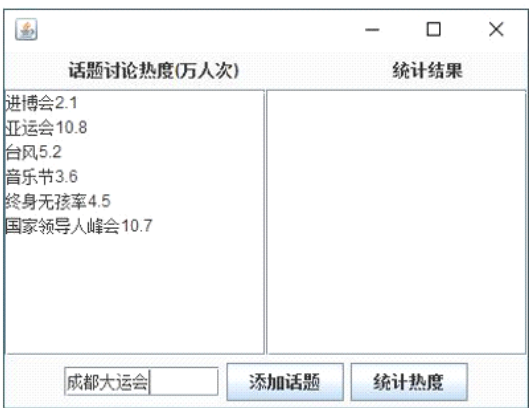 话题讨论热度(万人次) 统计结果
进博会2.1
亚运会10.8
台风5.2
音乐节3.6
终身无孩率4.5
国家领导人峰会10.7
成都大运会 添加话题 统计热度